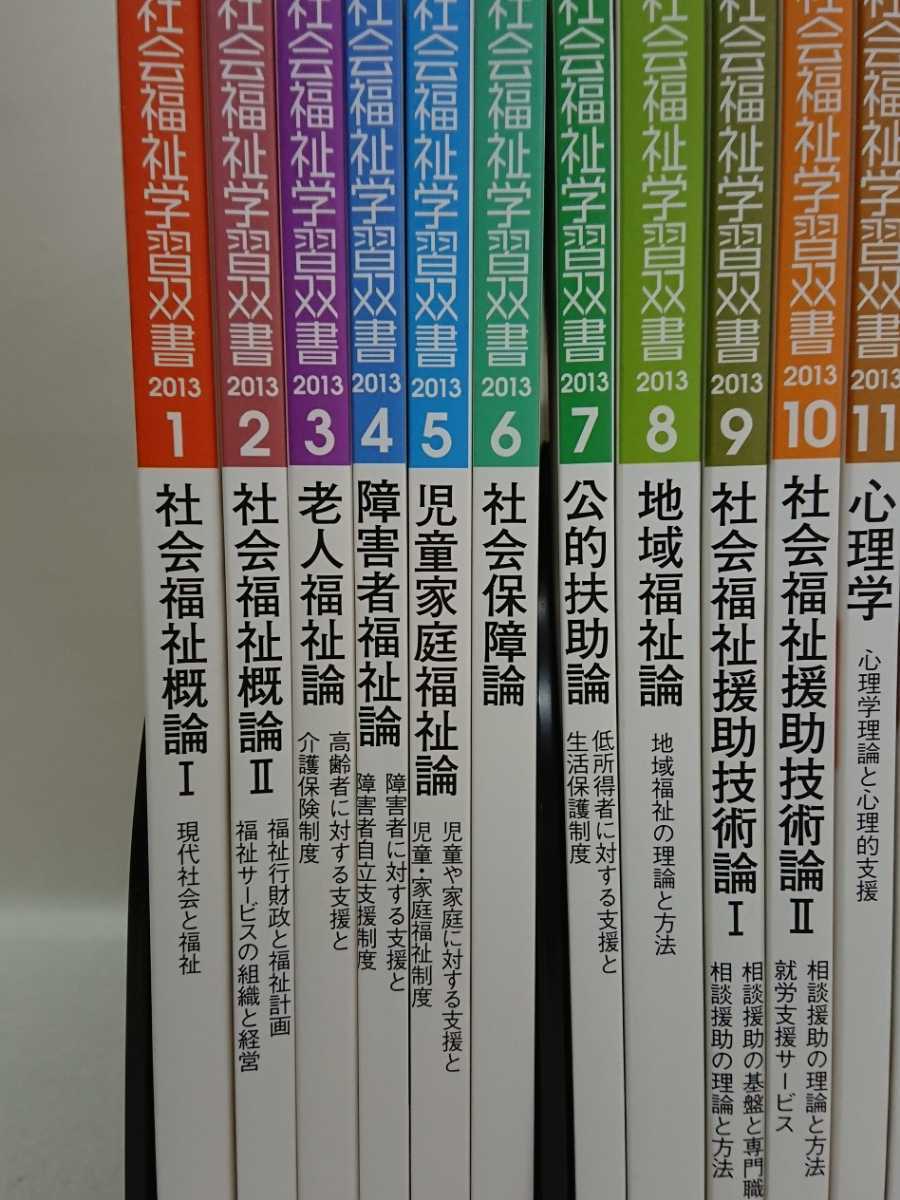 社会福祉学習双書
2013
1
社会福祉概論Ⅰ
現代社会と福祉
社会福祉学習双書
2013
2
社会福祉概論Ⅱ
福祉行財政と福祉計画
福祉サービスの組織と経営
社会福祉学習双書
2013
3
老人福祉論
高齢者に対する支援と
介護保険制度
社会福祉学習双書
2013
4
障害者福祉論
障害者に対する支援と
障害者自立支援制度
社会福祉学習双書
2013
5
児童家庭福祉論
児童や家庭に対する支援と
児童・家庭福祉制度
社会福祉学習双書
2013
6
社会保障論
社会福祉学習双書
2013
7
公的扶助論
低所得者に対する支援と
生活保護制度
社会福祉学習双書
2013
8
地域福祉論
地域福祉の理論と方法
社会福祉学習双書
2013
9
社会福祉援助技術論Ⅰ
相談援助の基盤と専門職
相談援助の理論と方法
社会福祉学習双書
2013
10
社会福祉援助技術論Ⅱ
相談援助の理論と方法
就労支援サービス
社会福祉学習双書
2013
11
心理学
心理学理論と心理的支援